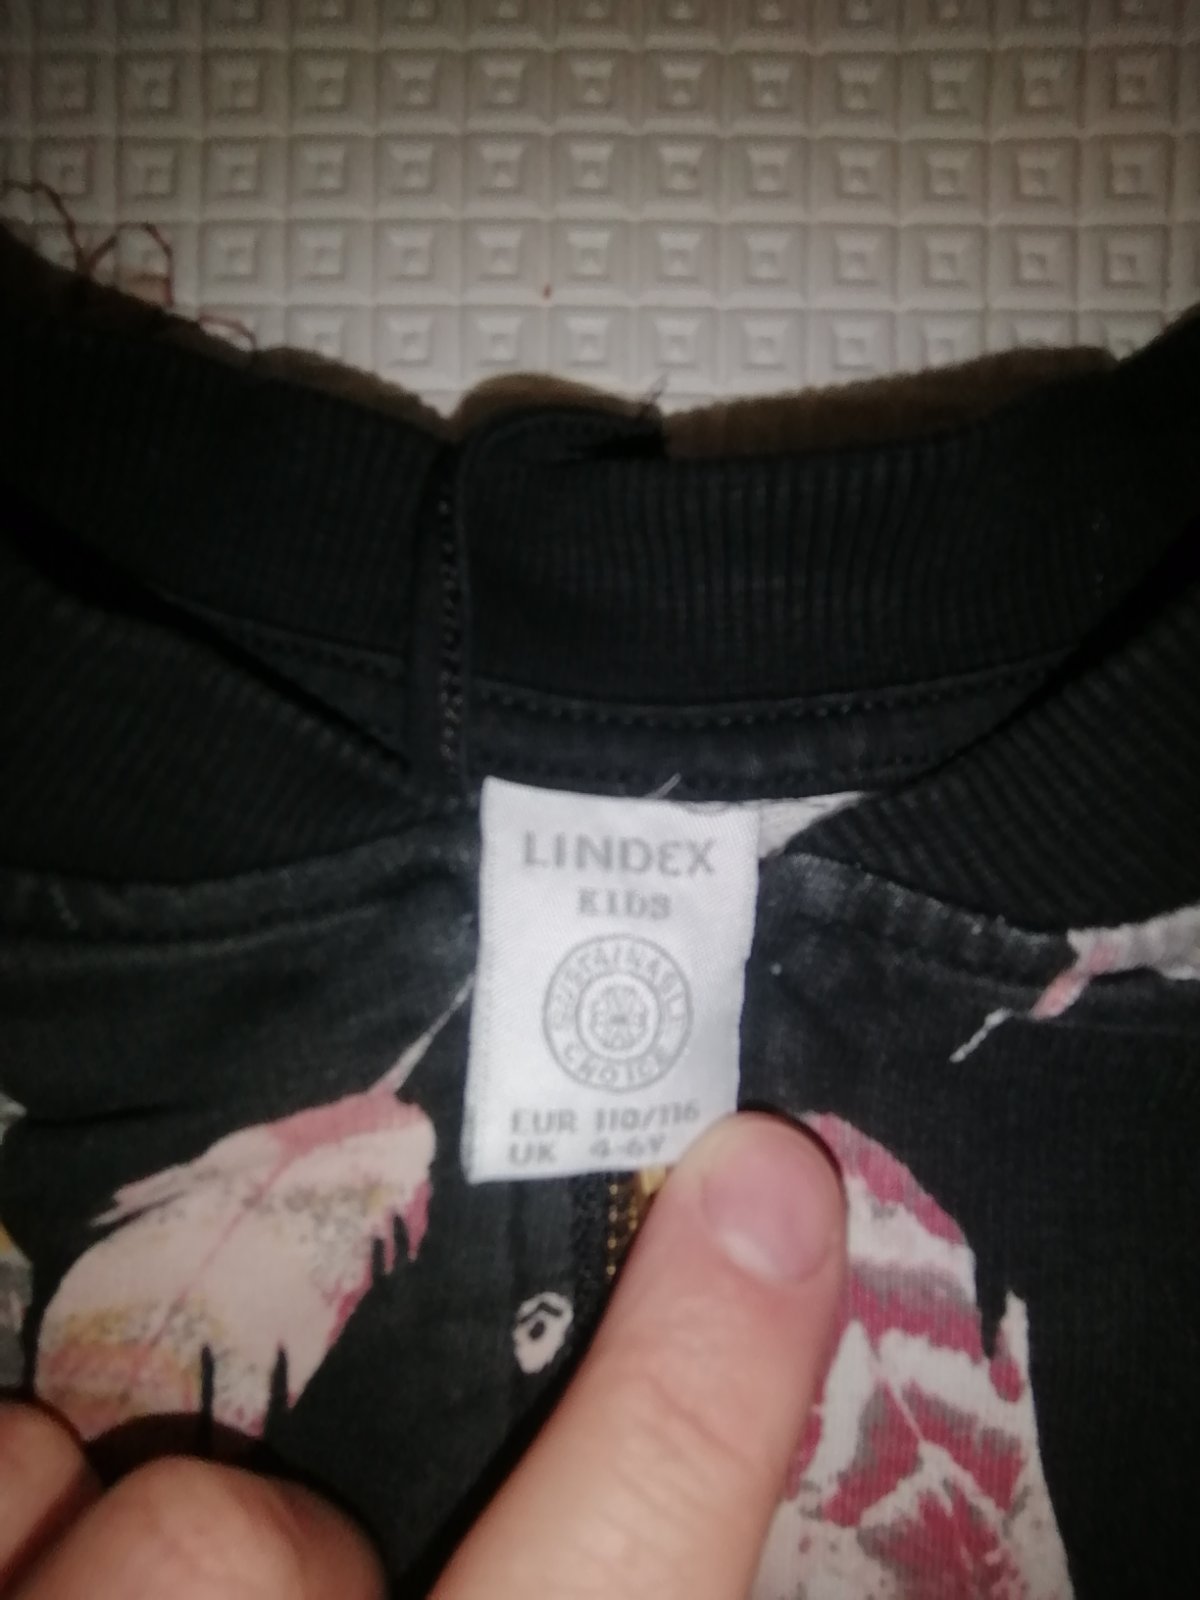 LINDEX
KIDS
SUSTAINABLE
CHOICE
EUR 110/116
UK 4-6Y